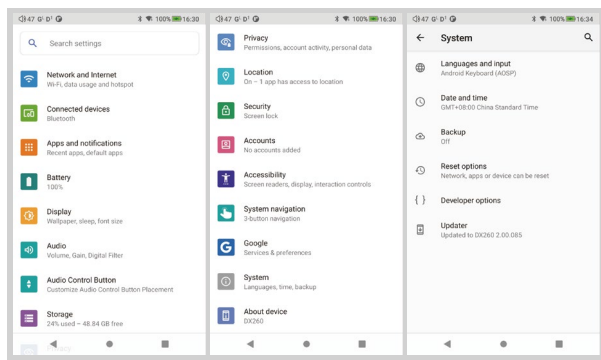 47 G D 100% 16:30
Search settings
Network and Internet
Wi-Fi, data usage and hotspot
Connected devices
Bluetooth
Apps and notifications
Recent apps, default apps
Battery
100%
Display
Wallpaper, sleep, font size
Audio
Volume, Gain, Digital Filter
Audio Control Button
Customize Audio Control Button Placement
Storage
24% used – 48.84 GB free
Privacy
47 G D 100% 16:30
Privacy
Permissions, account activity, personal data
Location
On – 1 app has access to location
Security
Screen lock
Accounts
No accounts added
Accessibility
Screen readers, display, interaction controls
System navigation
3-button navigation
Google
Services & preferences
System
Languages, time, backup
About device
DX260
47 G D 100% 16:34
System
Languages and input
Android Keyboard (AOSP)
Date and time
GMT+08:00 China Standard Time
Backup
Off
Reset options
Network, apps or device can be reset
Developer options
Updater
Updated to DX260 2.00.085